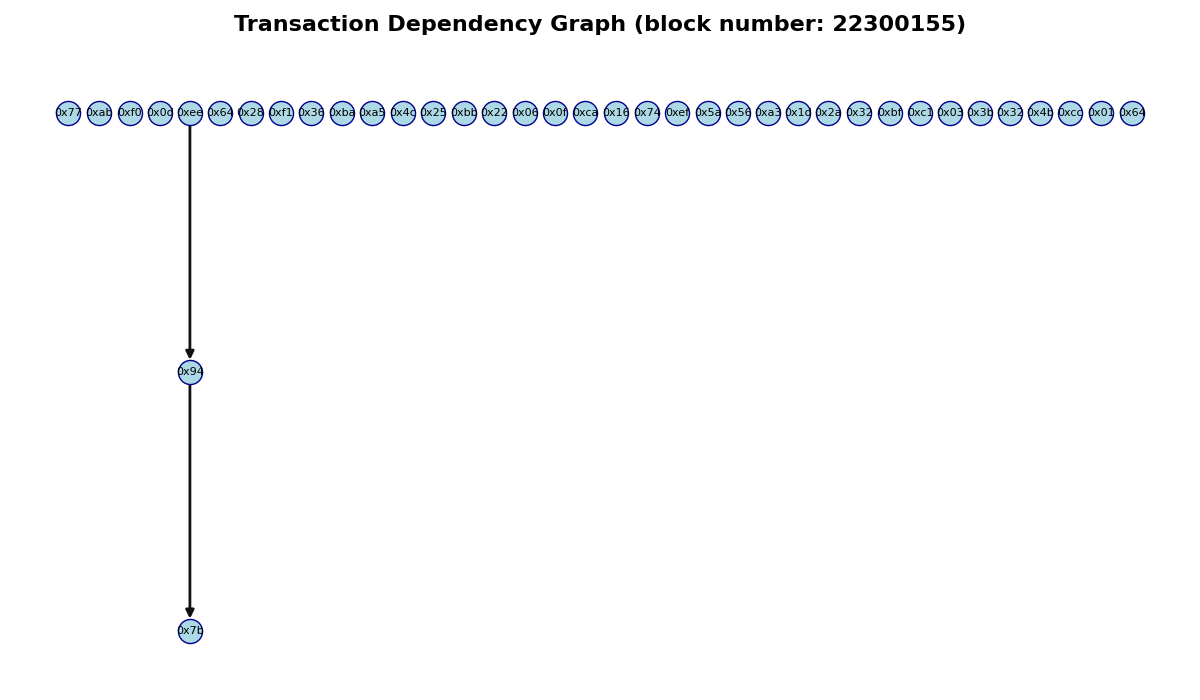 Transaction Dependency Graph (block number: 22300155)
0x77 0xab 0xf0 0x0d 0xee 0x64 0x28 0xf1 0x36 0xba 0xa5 0x4c 0x25 0xbb 0x22 0x06 0x0f 0xca 0x16 0x74 0xef 0x5a 0x56 0xa3 0x1d 0x2a 0x32 0xbf 0xc1 0x03 0x3b 0x32 0x4b 0xcc 0x01 0x64
0x94
0x7b